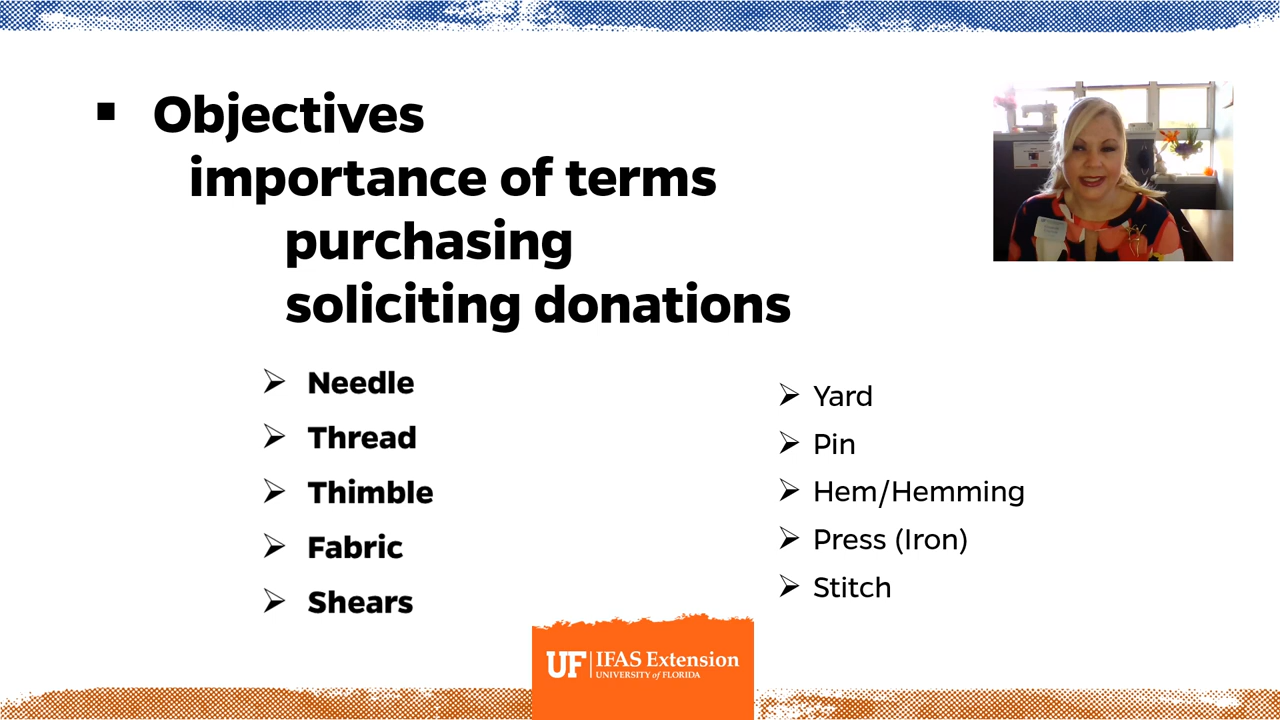 Objectives
importance of terms
purchasing
soliciting donations
Needle
Thread
Thimble
Fabric
Shears
Yard
Pin
Hem/Hemming
Press (Iron)
Stitch
UF IFAS Extension
UNIVERSITY of FLORIDA